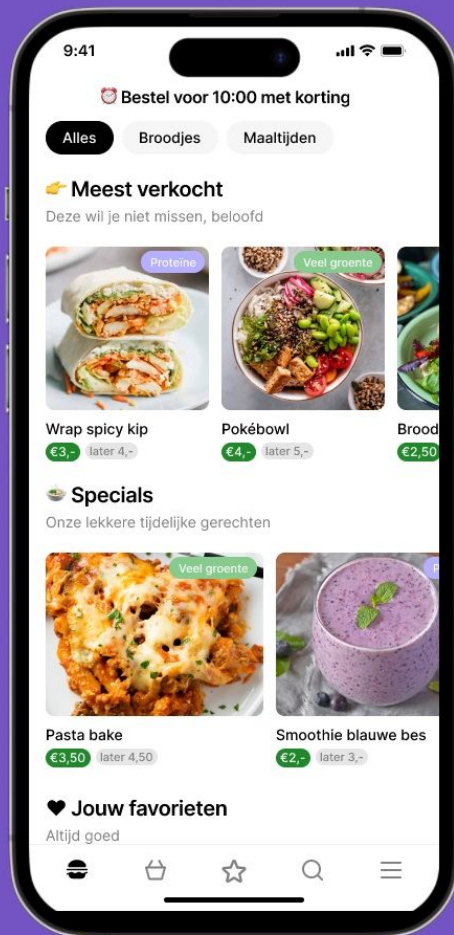 9:41
⏰ Bestel voor 10:00 met korting
Alles Broodjes Maaltijden
👉 Meest verkocht
Deze wil je niet missen, beloofd
Proteïne Veel groente
Wrap spicy kip Pokébowl Brood
€3,- later 4,- €4,- later 5,- €2,50
🍲 Specials
Onze lekkere tijdelijke gerechten
Veel groente P
Pasta bake Smoothie blauwe bes
€3,50 later 4,50 €2,- later 3,-
♥ Jouw favorieten
Altijd goed